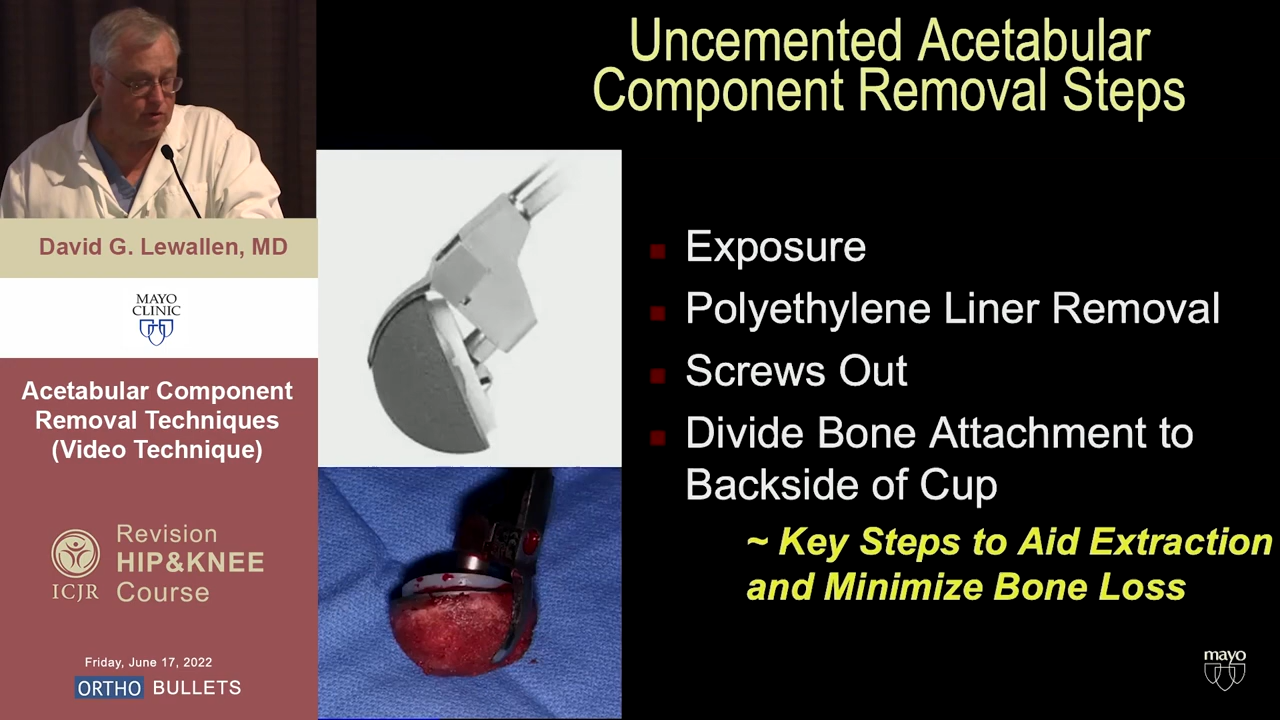 Uncemented Acetabular
Component Removal Steps
David G. Lewallen, MD
MAYO
CLINIC
Acetabular Component
Removal Techniques
(Video Technique)
ICJR
Revision
HIP&KNEE
Course
Friday, June 17, 2022
ORTHO BULLETS
Exposure
Polyethylene Liner Removal
Screws Out
Divide Bone Attachment to
Backside of Cup
~ Key Steps to Aid Extraction
and Minimize Bone Loss
mayo